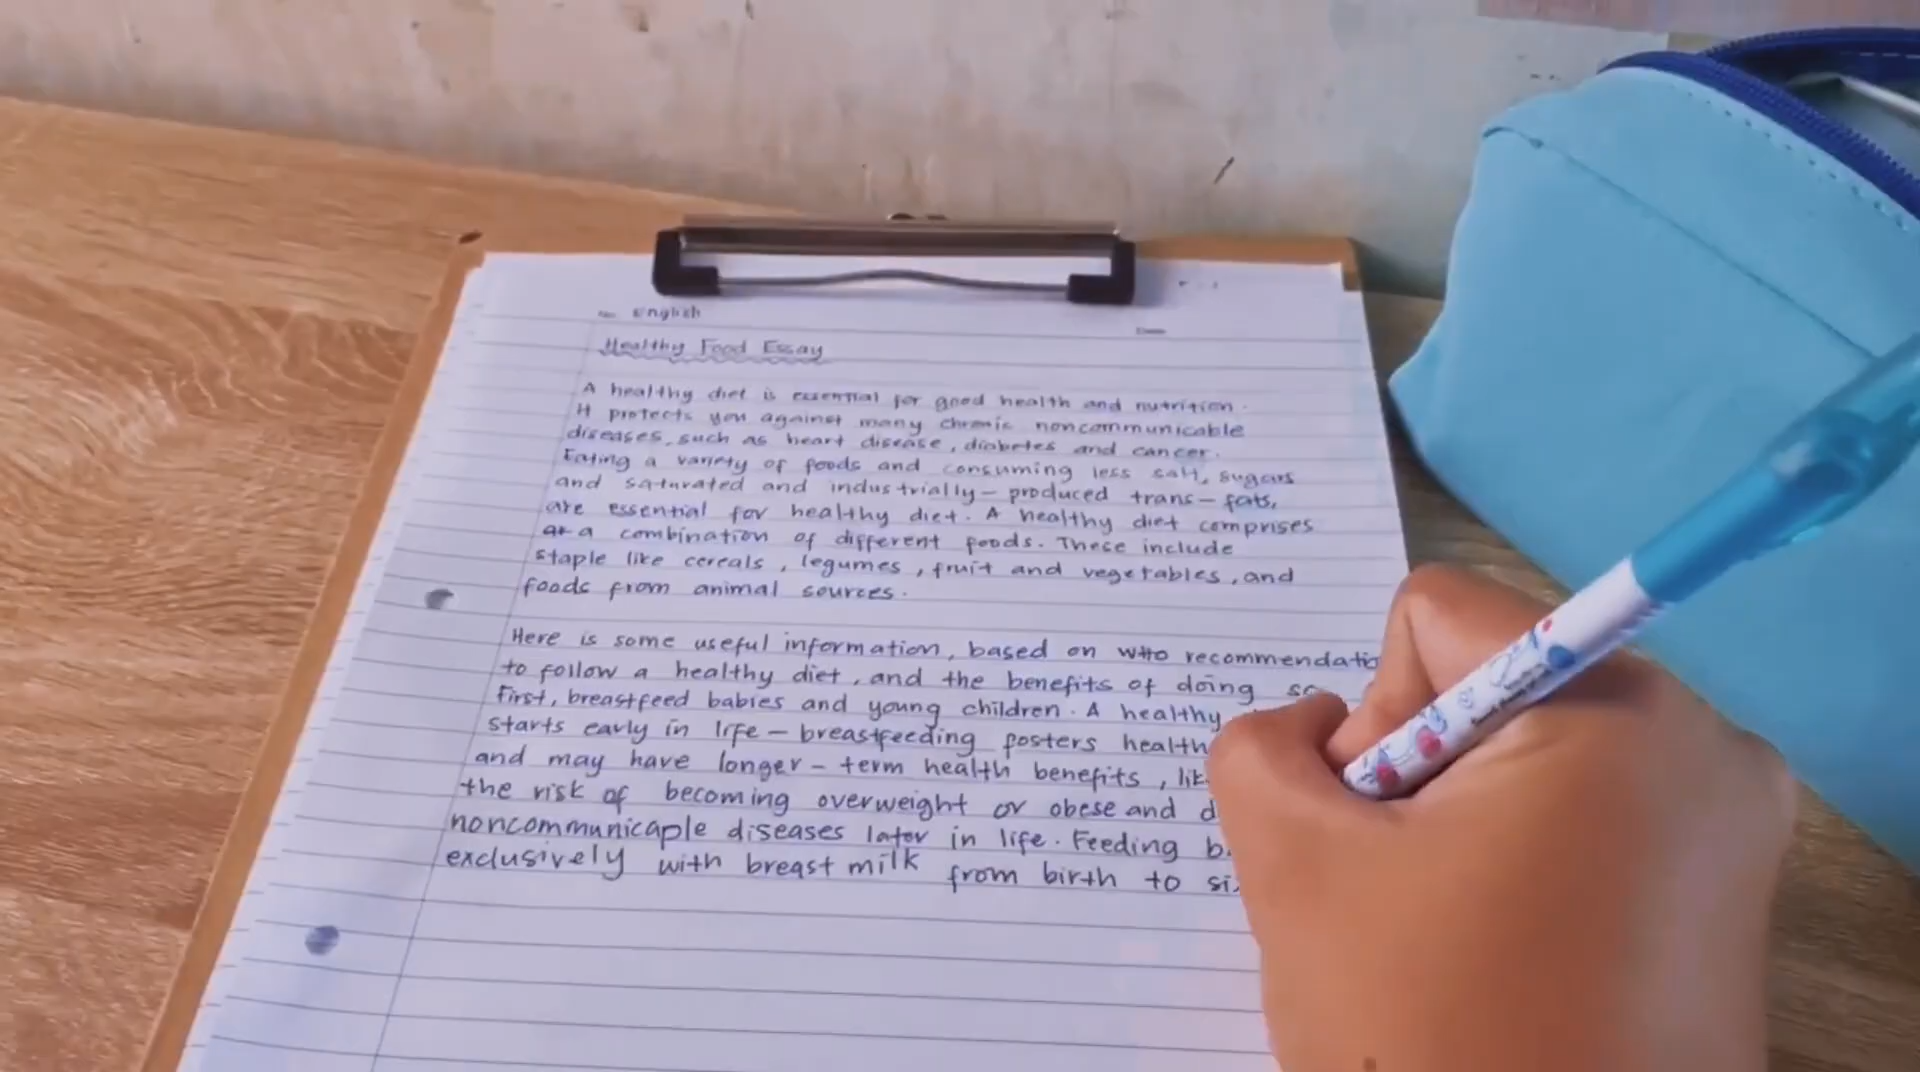 English
Healthy Food Essay
A healthy diet is essential for good health and nutrition.
It protects you against many chronic noncommunicable
diseases, such as heart disease, diabetes and cancer.
Eating a variety of foods and consuming less salt, sugars
and saturated and industrially - produced trans - fats,
are essential for healthy diet. A healthy diet comprises
a combination of different foods. These include
staple like cereals, legumes, fruit and vegetables, and
foods from animal sources.
Here is some useful information, based on WHO recommendatio
to follow a healthy diet, and the benefits of doing so
First, breastfeed babies and young children. A healthy
starts early in life - breastfeeding fosters health
and may have longer - term health benefits, lik
the risk of becoming overweight or obese and d
noncommunicaple diseases later in life. Feeding b
exclusively with breast milk from birth to si